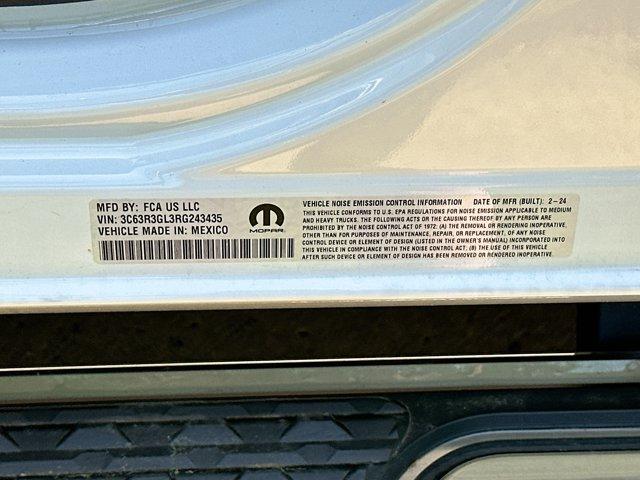 MFD BY: FCA US LLC
VIN: 3C63R3GL3RG243435
VEHICLE MADE IN: MEXICO
MOPAR
VEHICLE NOISE EMISSION CONTROL INFORMATION DATE OF MFR (BUILT): 2-24
THIS VEHICLE CONFORMS TO U.S. EPA REGULATIONS FOR NOISE EMISSION APPLICABLE TO MEDIUM
AND HEAVY TRUCKS. THE FOLLOWING ACTS OR THE CAUSING THEREOF BY ANY PERSON ARE
PROHIBITED BY THE NOISE CONTROL ACT OF 1972: (A) THE REMOVAL OR RENDERING INOPERATIVE,
OTHER THAN FOR PURPOSES OF MAINTENANCE, REPAIR, OR REPLACEMENT, OF ANY NOISE
CONTROL DEVICE OR ELEMENT OF DESIGN (LISTED IN THE OWNER'S MANUAL) INCORPORATED INTO
THIS VEHICLE IN COMPLIANCE WITH THE NOISE CONTROL ACT; (B) THE USE OF THIS VEHICLE
AFTER SUCH DEVICE OR ELEMENT OF DESIGN HAS BEEN REMOVED OR RENDERED INOPERATIVE.